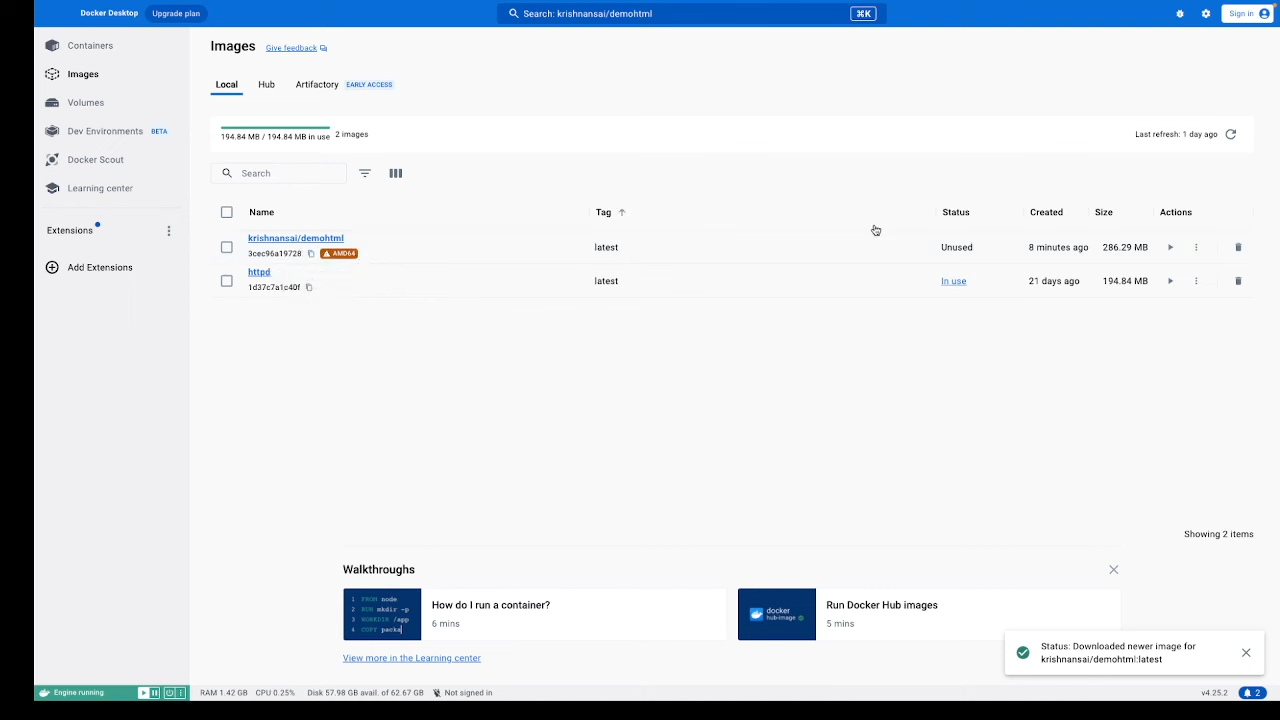 Docker Desktop
Upgrade plan
Search: krishnansai/demohtml
⌘K
Sign in
Containers
Images
Volumes
Dev Environments BETA
Docker Scout
Learning center
Extensions
Add Extensions
Images Give feedback
Local Hub Artifactory EARLY ACCESS
194.84 MB / 194.84 MB in use 2 images
Last refresh: 1 day ago
Search
Name Tag Status Created Size Actions
krishnansai/demohtml
3cec96a19728 AMD64
latest Unused 8 minutes ago 286.29 MB
httpd
1d37c7a1c40f
latest In use 21 days ago 194.84 MB
Showing 2 items
Walkthroughs
1 FROM node
2 RUN mkdir -p
3 WORKDIR /app
4 COPY packa
How do I run a container?
6 mins
docker
hub-image
Run Docker Hub images
5 mins
View more in the Learning center
Status: Downloaded newer image for
krishnansai/demohtml:latest
Engine running
RAM 1.42 GB CPU 0.25% Disk 57.98 GB avail. of 62.67 GB Not signed in
v4.25.2
2